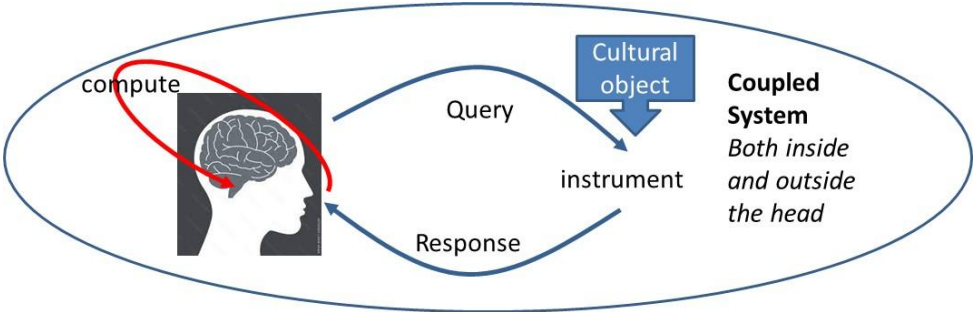 compute
Query
Cultural
object
instrument
Response
Coupled
System
Both inside
and outside
the head